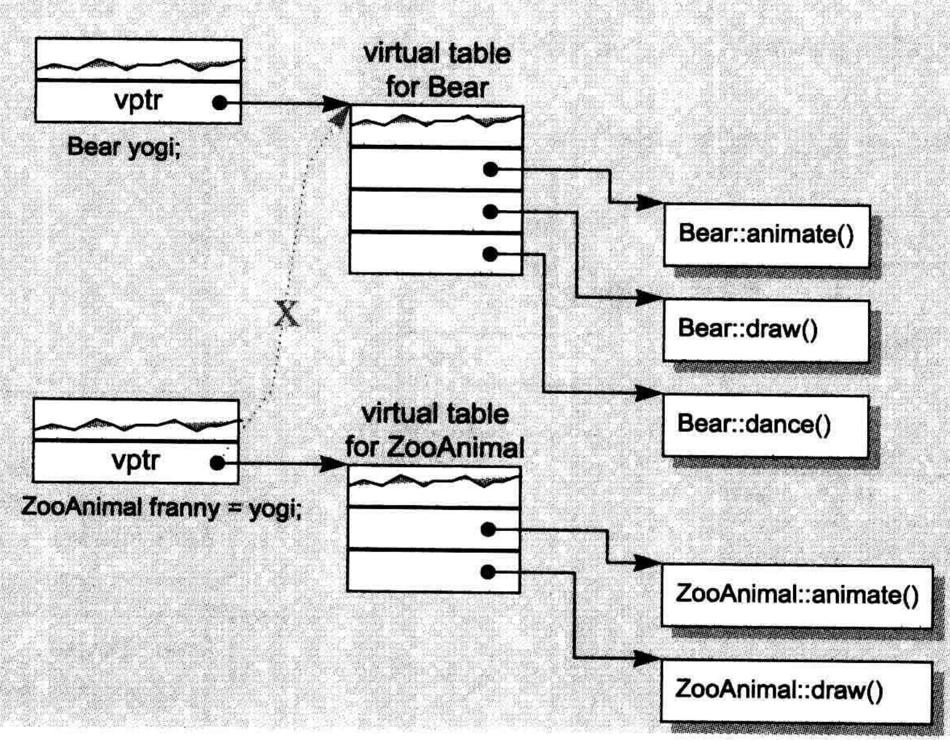 virtual table
for Bear
vptr
Bear yogi;
Bear::animate()
Bear::draw()
X
Bear::dance()
virtual table
for ZooAnimal
vptr
ZooAnimal franny = yogi;
ZooAnimal::animate()
ZooAnimal::draw()